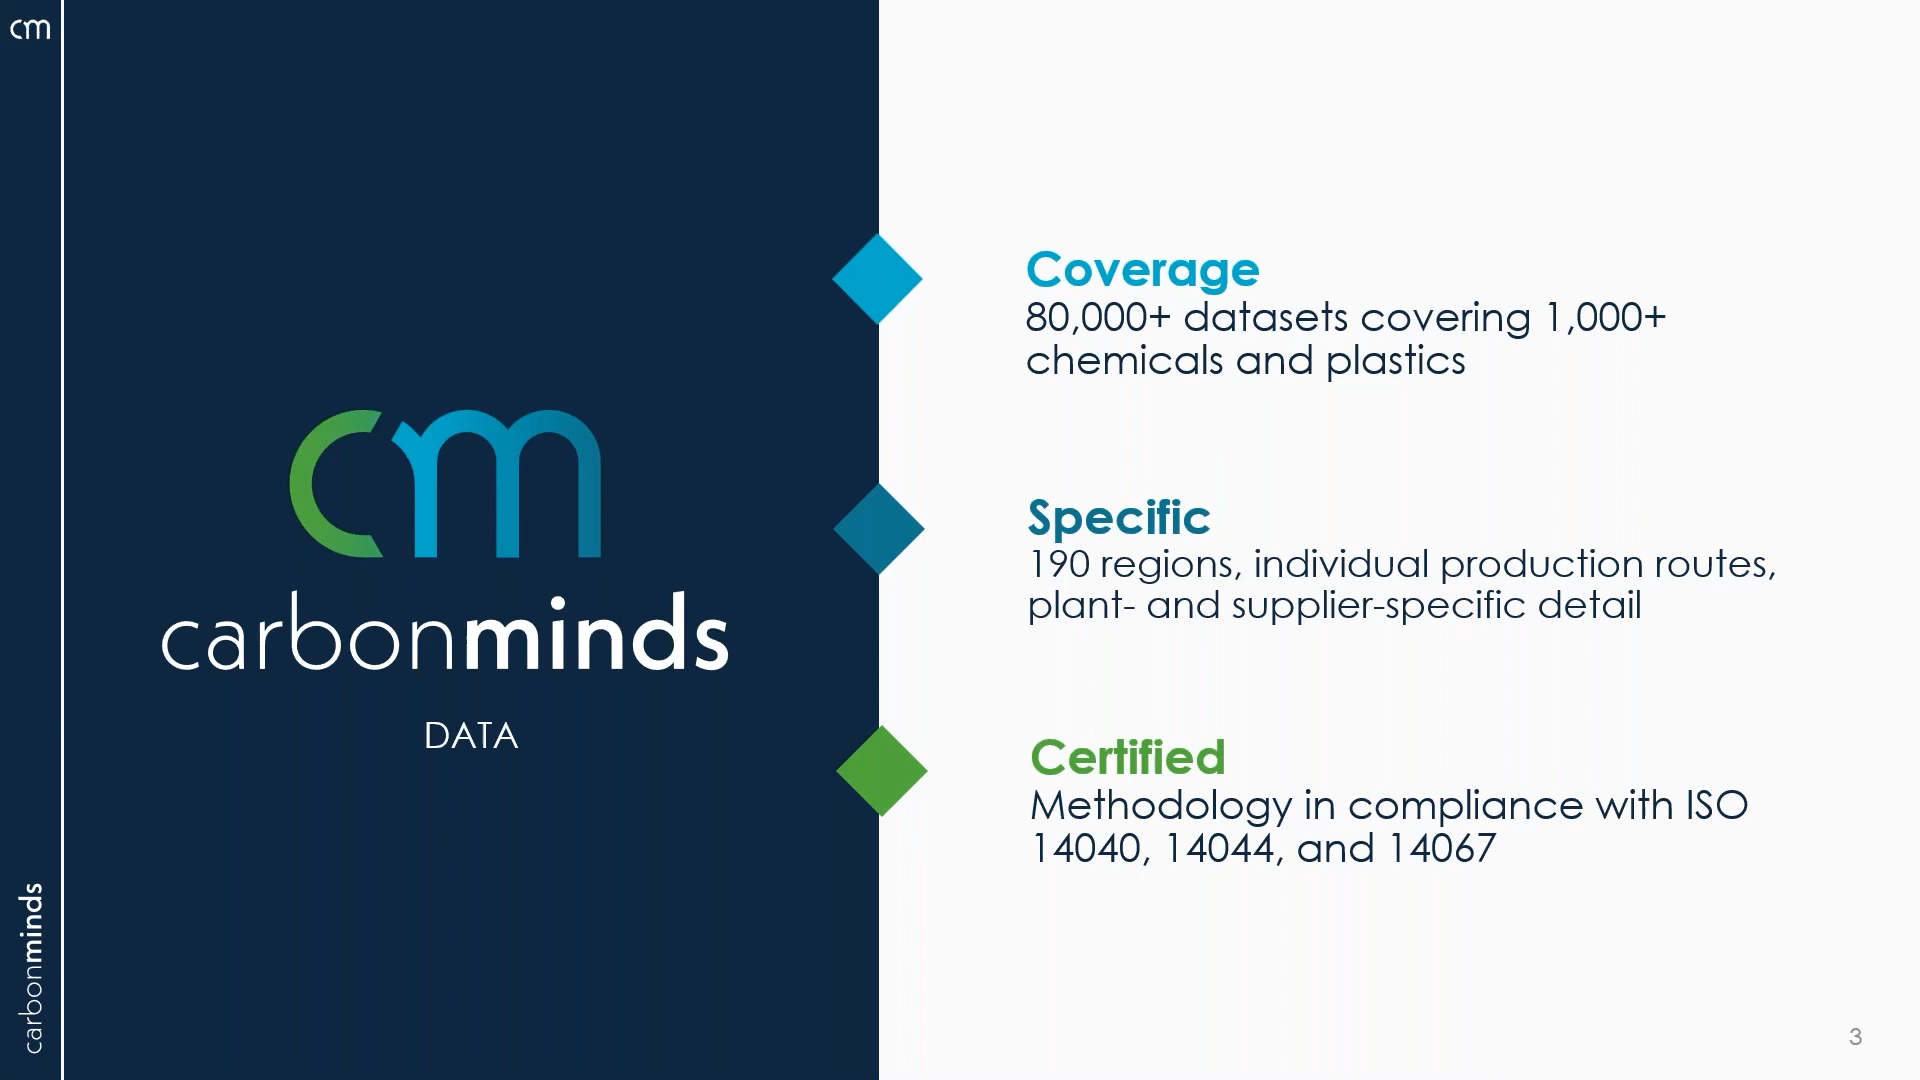 cm
cm
carbonminds
DATA
carbonminds
Coverage
80,000+ datasets covering 1,000+
chemicals and plastics
Specific
190 regions, individual production routes,
plant- and supplier-specific detail
Certified
Methodology in compliance with ISO
14040, 14044, and 14067
3